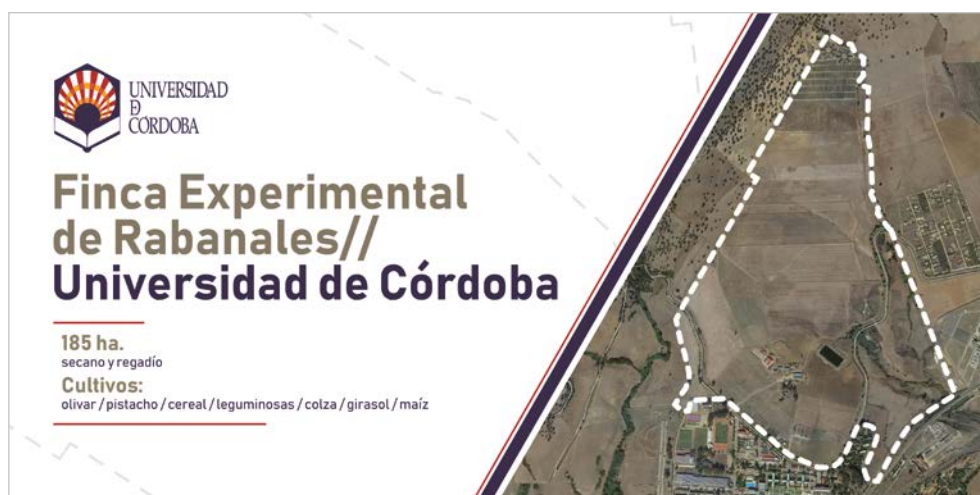 UNIVERSIDAD
D
CÓRDOBA
Finca Experimental
de Rabanales//
Universidad de Córdoba
185 ha.
secano y regadío
Cultivos:
olivar / pistacho / cereal / leguminosas / colza / girasol / maíz